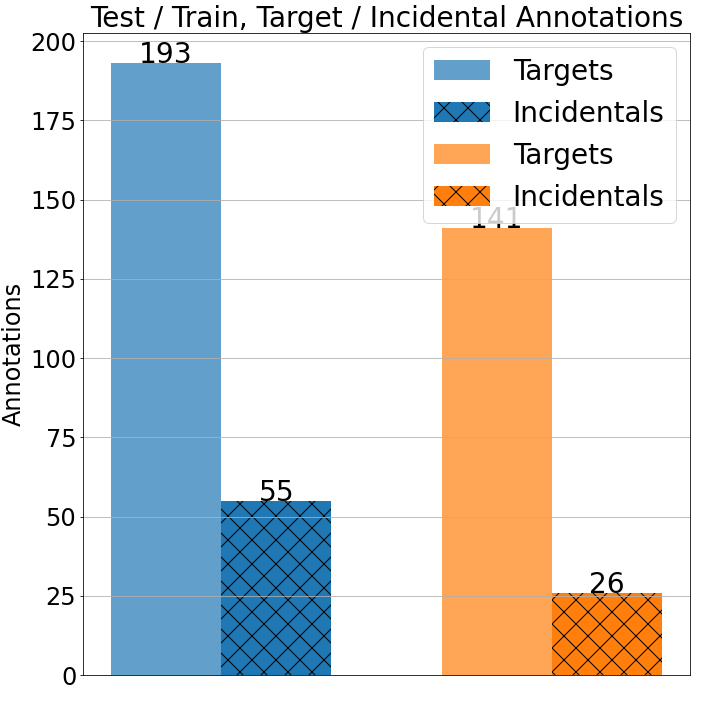 Test / Train, Target / Incidental Annotations
Annotations
200
175
150
125
100
75
50
25
0
193
55
141
26
Targets
Incidentals
Targets
Incidentals